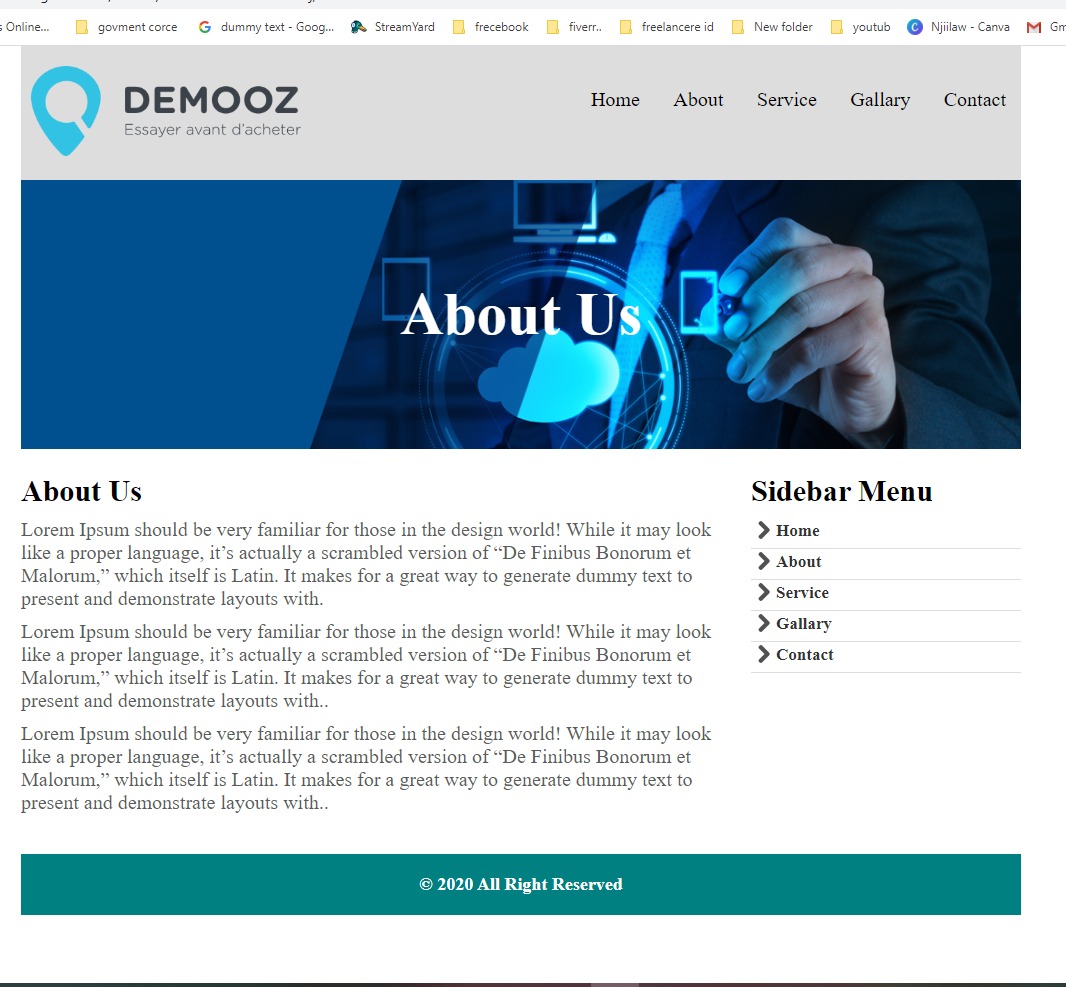 s Online...
govment corce
dummy text - Goog...
StreamYard
frecebook
fiverr..
freelancere id
New folder
youtub
Njiilaw - Canva
Gm
DEMOOZ
Essayer avant d'acheter
Home About Service Gallary Contact
About Us
About Us
Lorem Ipsum should be very familiar for those in the design world! While it may look
like a proper language, it’s actually a scrambled version of “De Finibus Bonorum et
Malorum,” which itself is Latin. It makes for a great way to generate dummy text to
present and demonstrate layouts with.
Lorem Ipsum should be very familiar for those in the design world! While it may look
like a proper language, it’s actually a scrambled version of “De Finibus Bonorum et
Malorum,” which itself is Latin. It makes for a great way to generate dummy text to
present and demonstrate layouts with..
Lorem Ipsum should be very familiar for those in the design world! While it may look
like a proper language, it’s actually a scrambled version of “De Finibus Bonorum et
Malorum,” which itself is Latin. It makes for a great way to generate dummy text to
present and demonstrate layouts with..
Sidebar Menu
Home
About
Service
Gallary
Contact
© 2020 All Right Reserved